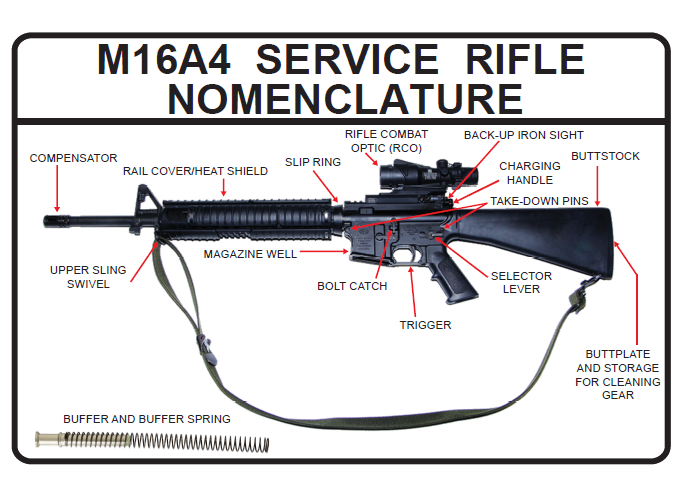 M16A4 SERVICE RIFLE
NOMENCLATURE
RIFLE COMBAT
OPTIC (RCO)
BACK-UP IRON SIGHT
COMPENSATOR
RAIL COVER/HEAT SHIELD
SLIP RING
CHARGING
HANDLE
BUTTSTOCK
TAKE-DOWN PINS
MAGAZINE WELL
UPPER SLING
SWIVEL
BOLT CATCH
SELECTOR
LEVER
TRIGGER
BUTTPLATE
AND STORAGE
FOR CLEANING
GEAR
BUFFER AND BUFFER SPRING